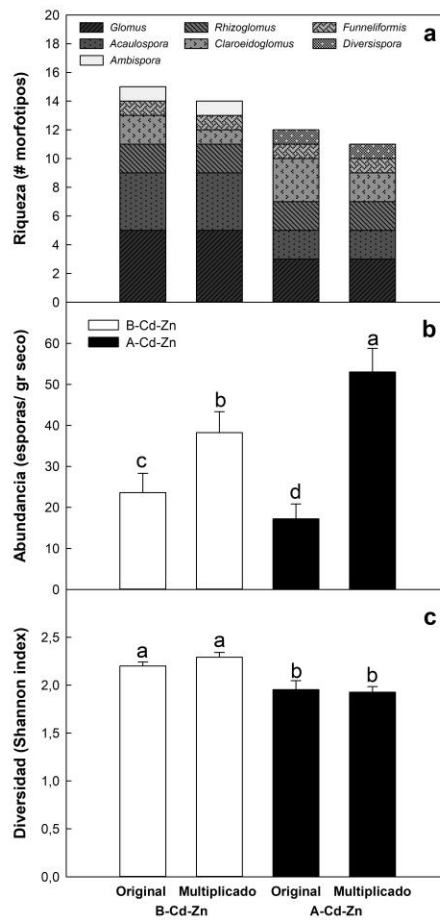 Riqueza (# morfotipos)
20
18
16
14
12
10
8
6
4
2
0
Glomus
Rhizoglomus
Funneliformis
Acaulospora
Claroeidoglomus
Diversispora
Ambispora
a
Abundancia (esporas/ gr seco)
60
50
40
30
20
10
0
B-Cd-Zn
A-Cd-Zn
b
c
b
d
a
Diversidad (Shannon index)
2,5
2,0
1,5
1,0
0,5
0,0
c
a
a
b
b
Original Multiplicado Original Multiplicado
B-Cd-Zn A-Cd-Zn